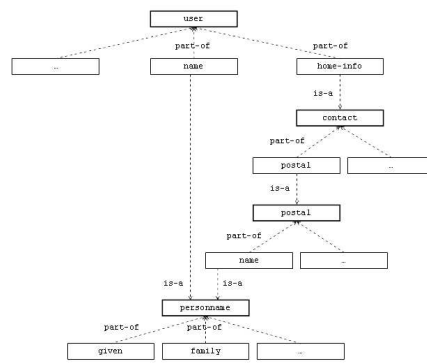 user
part-of part-of
… name home-info
is-a
contact
part-of
postal …
is-a
postal
part-of
name …
is-a is-a
personname
part-of part-of
given family …